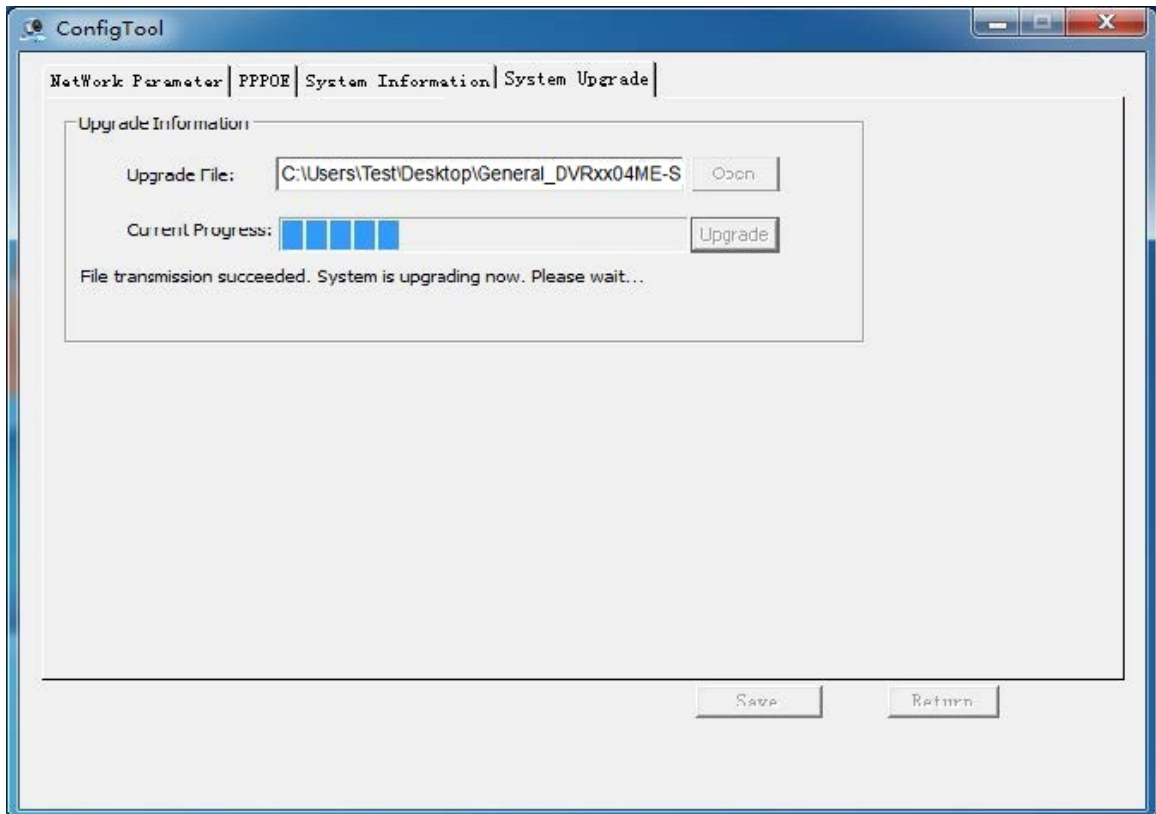 ConfigTool
NetWork Parameter PPPOE System Information System Upgrade
Upgrade Information
Upgrade File: C:\Users\Test\Desktop\General_DVRxx04ME-S Open
Current Progress: Upgrade
File transmission succeeded. System is upgrading now. Please wait...
Save Return